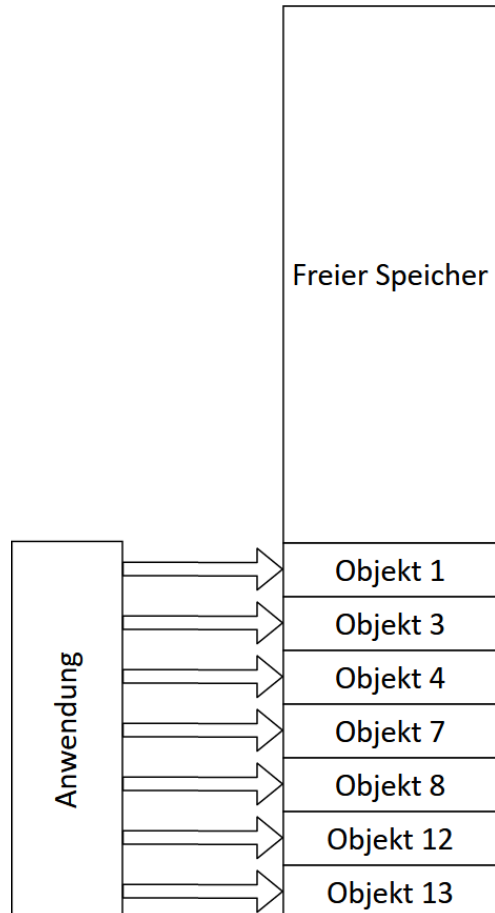 Freier Speicher
Anwendung
Objekt 1
Objekt 3
Objekt 4
Objekt 7
Objekt 8
Objekt 12
Objekt 13